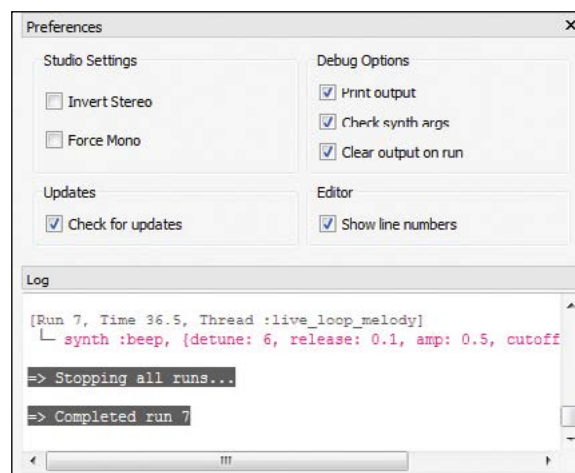 Preferences
Studio Settings
Invert Stereo
Force Mono
Debug Options
Print output
Check synth args
Clear output on run
Updates
Check for updates
Editor
Show line numbers
Log
[Run 7, Time 36.5, Thread :live_loop_melody]
synth :beep, {detune: 6, release: 0.1, amp: 0.5, cutoff
=> Stopping all runs...
=> Completed run 7